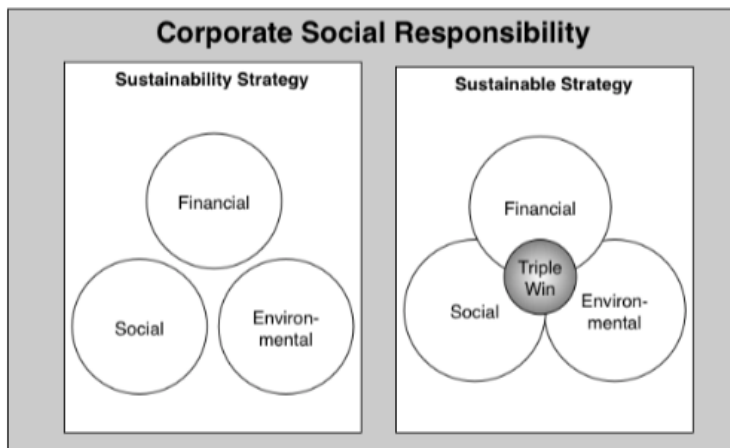 Corporate Social Responsibility
Sustainability Strategy
Financial
Social
Environ-
mental
Sustainable Strategy
Financial
Triple
Win
Social
Environ-
mental